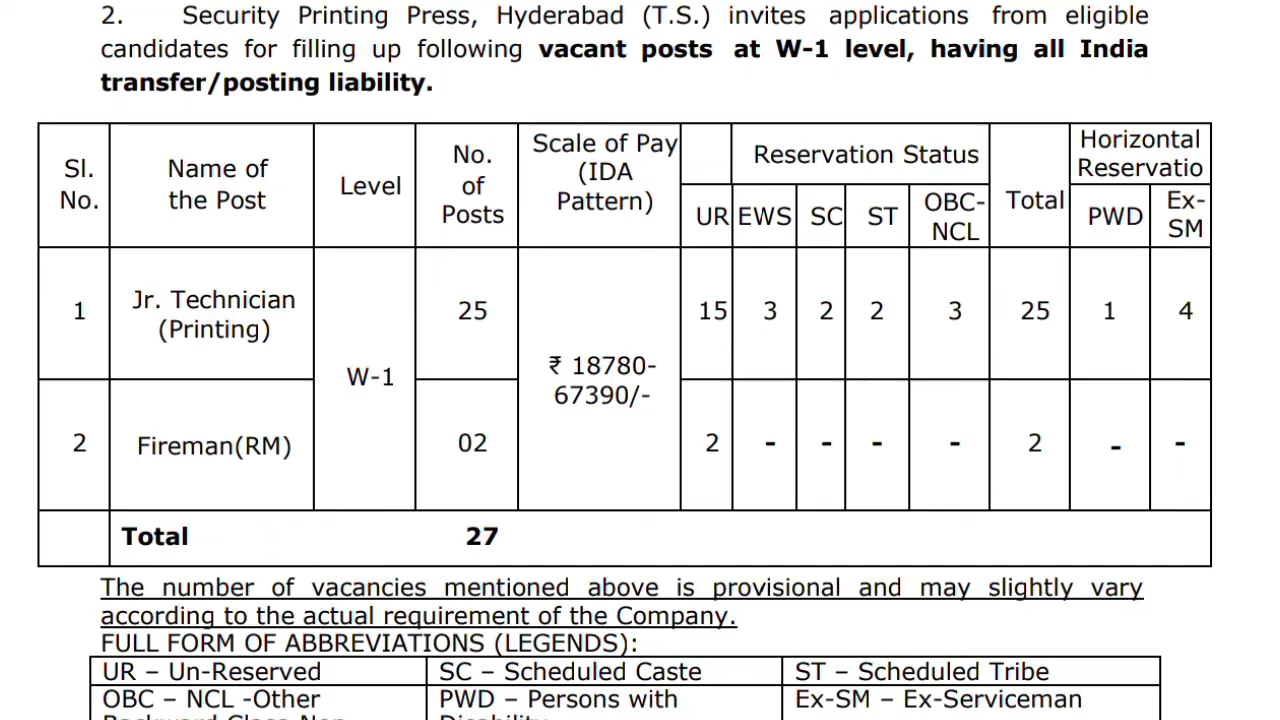 2. Security Printing Press, Hyderabad (T.S.) invites applications from eligible
candidates for filling up following vacant posts at W-1 level, having all India
transfer/posting liability.
Sl. No. Name of the Post Level No. of Posts Scale of Pay (IDA Pattern) UR Reservation Status EWS SC ST OBC-NCL Total Horizontal Reservatio PWD Ex-SM
1 Jr. Technician (Printing) W-1 25 ₹ 18780-67390/- 15 3 2 2 3 25 1 4
2 Fireman(RM) 02 2 - - - - 2 - -
Total 27
The number of vacancies mentioned above is provisional and may slightly vary
according to the actual requirement of the Company.
FULL FORM OF ABBREVIATIONS (LEGENDS):
UR – Un-Reserved SC – Scheduled Caste ST – Scheduled Tribe
OBC – NCL -Other PWD – Persons with Ex-SM – Ex-Serviceman